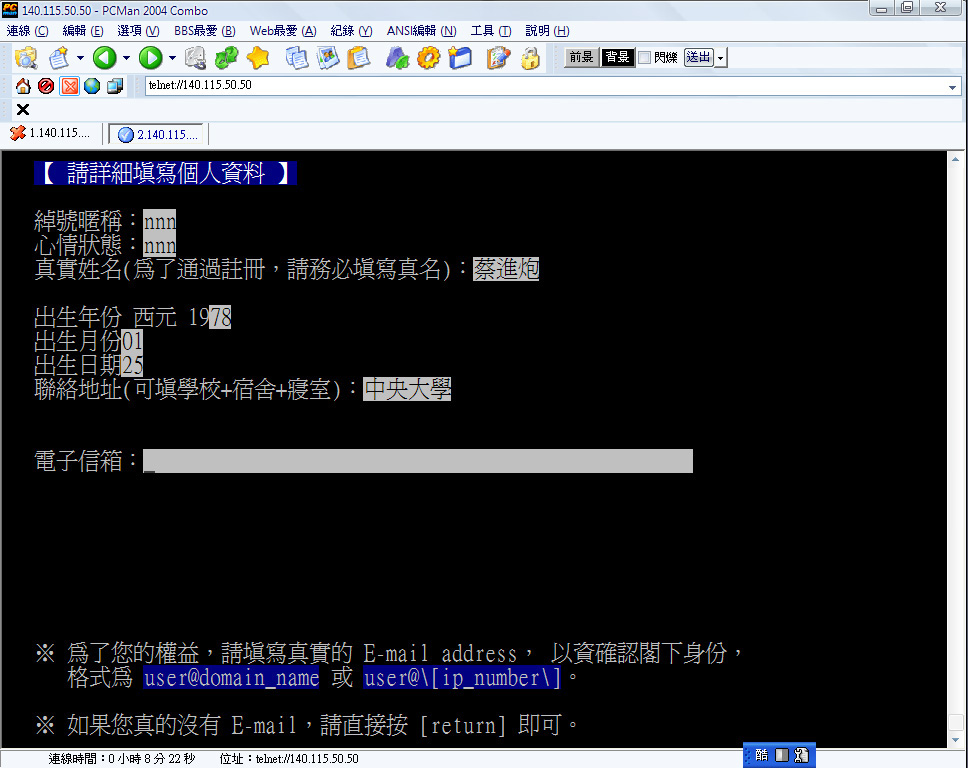 140.115.50.50 - PCMan 2004 Combo
連線 (C) 編輯 (E) 選項 (V) BBS最愛 (B) Web最愛 (A) 紀錄 (Y) ANSI編輯 (N) 工具 (T) 說明 (H)
前景 背景 閃爍 送出
telnet://140.115.50.50
1.140.115.... 2.140.115....
【 請詳細填寫個人資料 】
綽號暱稱：nnn
心情狀態：nnn
真實姓名(為了通過註冊，請務必填寫真名)：蔡進炮
出生年份 西元 1978
出生月份01
出生日期25
聯絡地址(可填學校+宿舍+寢室)：中央大學
電子信箱：_
※ 為了您的權益，請填寫真實的 E-mail address， 以資確認閣下身份，
格式為 user@domain_name 或 user@\[ip_number\]。
※ 如果您真的沒有 E-mail，請直接按 [return] 即可。
連線時間：0 小時 8 分 22 秒 位址：telnet://140.115.50.50
酷